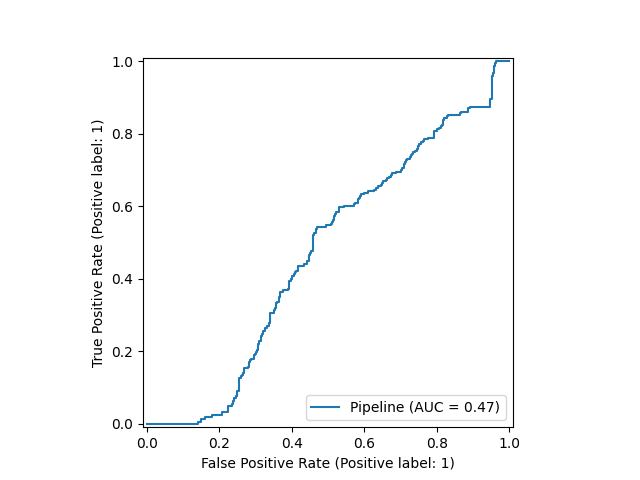 1.0
0.8
0.6
0.4
0.2
0.0
True Positive Rate (Positive label: 1)
Pipeline (AUC = 0.47)
0.0 0.2 0.4 0.6 0.8 1.0
False Positive Rate (Positive label: 1)